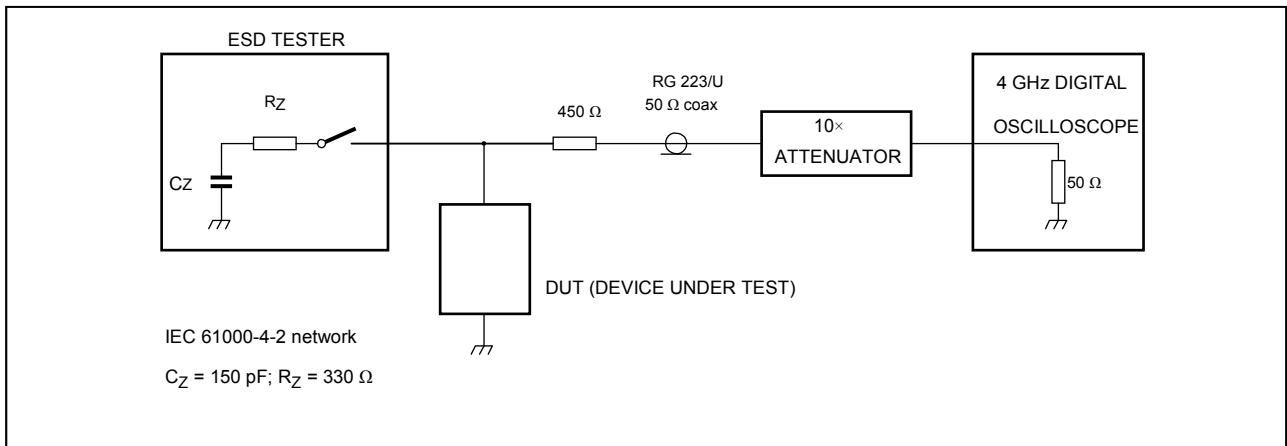 ESD TESTER
RZ
CZ
450 Ω
RG 223/U
50 Ω coax
10×
ATTENUATOR
4 GHz DIGITAL
OSCILLOSCOPE
50 Ω
DUT (DEVICE UNDER TEST)
IEC 61000-4-2 network
CZ = 150 pF; RZ = 330 Ω